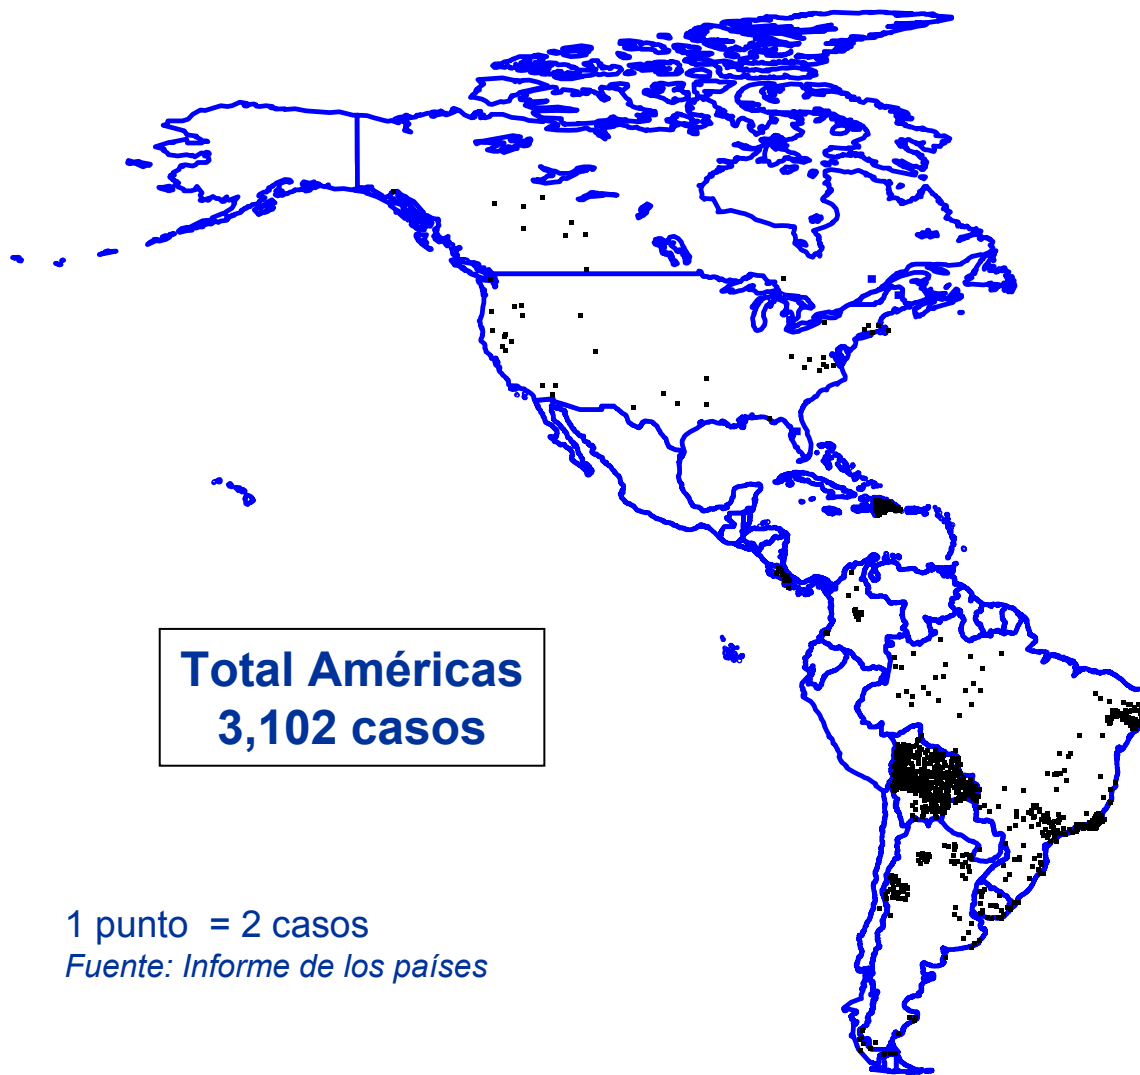 Total Américas
3,102 casos
1 punto = 2 casos
Fuente: Informe de los países